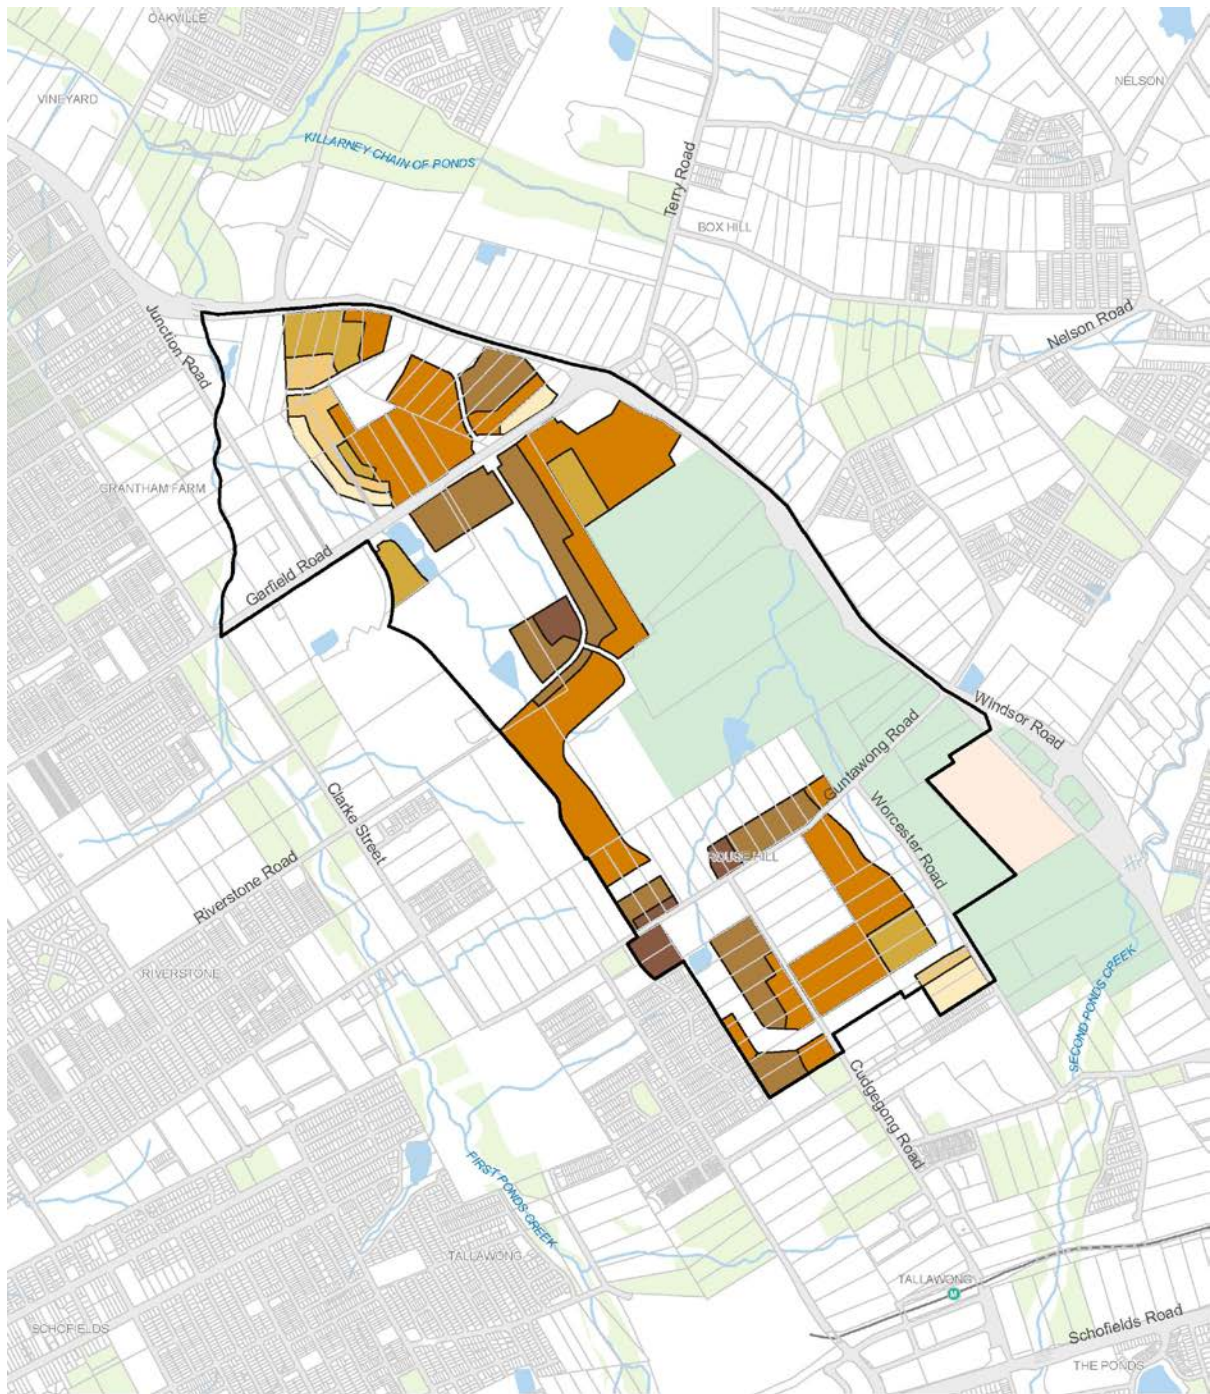 OAKVILLE
NELSON
VINEYARD
KILLARNEY CHAIN OF PONDS
Terry Road
BOX HILL
Junction Road
Nelson Road
GRANTHAM FARM
Garfield Road
Windsor Road
Guntawong Road
Clarke Street
Worcester Road
ROUSE HILL
Riverstone Road
RIVERSTONE
SECOND PONDS CREEK
Cudgegong Road
FIRST PONDS CREEK
TALLAWONG
TALLAWONG
M
SCHOFIELDS
Schofields Road
THE PONDS